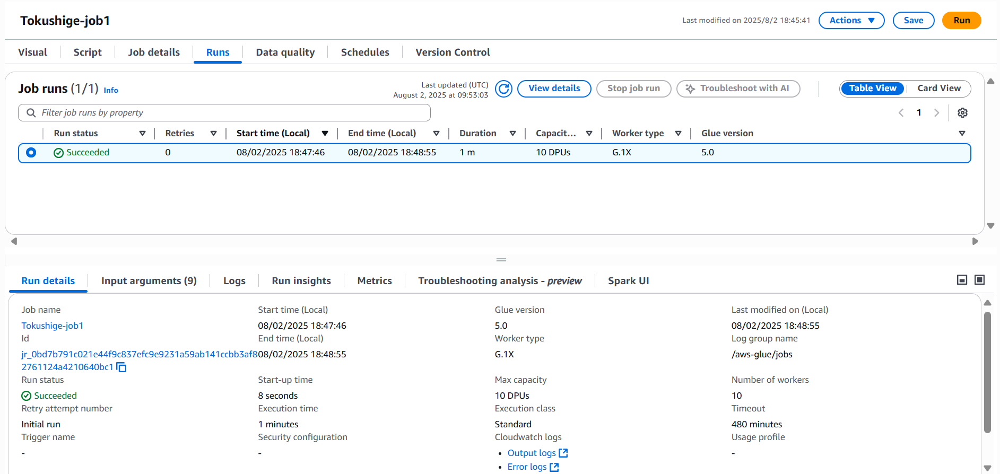 Tokushige-job1
Last modified on 2025/8/2 18:45:41
Actions
Save
Run
Visual
Script
Job details
Runs
Data quality
Schedules
Version Control
Job runs (1/1) Info
Last updated (UTC)
August 2, 2025 at 09:53:03
View details
Stop job run
Troubleshoot with AI
Table View
Card View
Filter job runs by property
1
Run status
Retries
Start time (Local)
End time (Local)
Duration
Capacit...
Worker type
Glue version
Succeeded
0
08/02/2025 18:47:46
08/02/2025 18:48:55
1 m
10 DPUs
G.1X
5.0
Run details
Input arguments (9)
Logs
Run insights
Metrics
Troubleshooting analysis - preview
Spark UI
Job name
Tokushige-job1
Id
jr_0bd7b791c021e44f9c837efc9e9231a59ab141ccbb3af8
2761124a4210640bc1
Run status
Succeeded
Retry attempt number
Initial run
Trigger name
-
Start time (Local)
08/02/2025 18:47:46
End time (Local)
08/02/2025 18:48:55
Start-up time
8 seconds
Execution time
1 minutes
Security configuration
-
Glue version
5.0
Worker type
G.1X
Max capacity
10 DPUs
Execution class
Standard
Cloudwatch logs
• Output logs
• Error logs
Last modified on (Local)
08/02/2025 18:48:55
Log group name
/aws-glue/jobs
Number of workers
10
Timeout
480 minutes
Usage profile
-